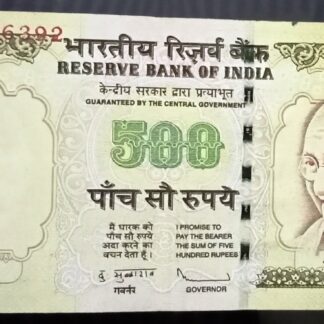 6392
भारतीय रिज़र्व बैंक
RESERVE BANK OF INDIA
केन्द्रीय सरकार द्वारा प्रत्याभूत
GUARANTEED BY THE CENTRAL GOVERNMENT
500
पाँच सौ रुपये
मैं धारक को
पाँच सौ रुपये
अदा करने का
वचन देता हूँ।
I PROMISE TO
PAY THE BEARER
THE SUM OF FIVE
HUNDRED RUPEES
गवर्नर
GOVERNOR